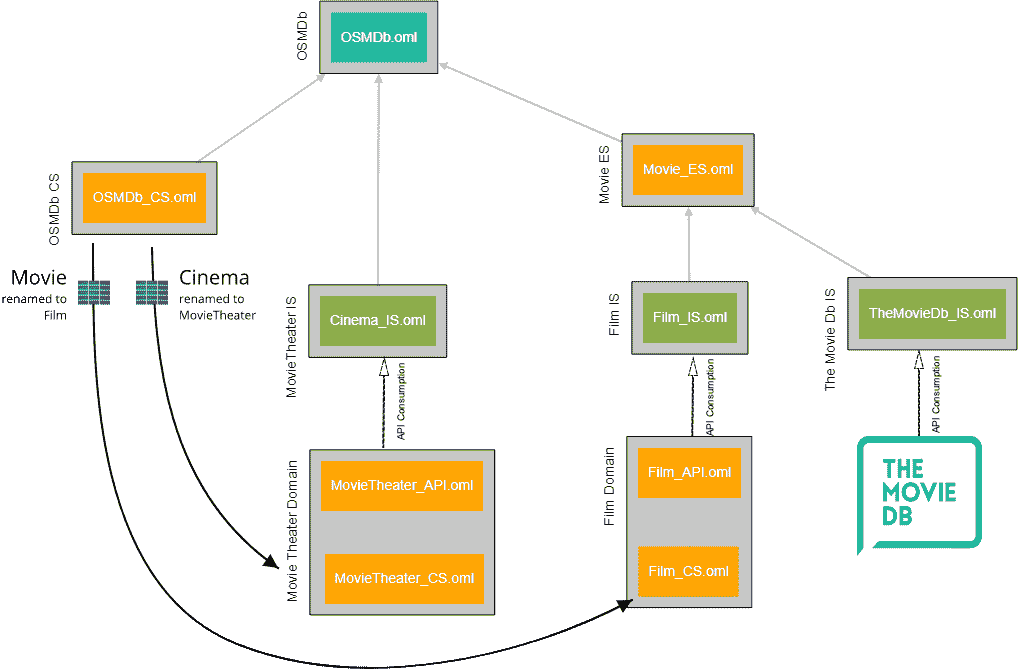 OSMDb
OSMDb.oml
OSMDb CS
OSMDb_CS.oml
Movie ES
Movie_ES.oml
Movie
renamed to
Film
Cinema
renamed to
MovieTheater
MovieTheater IS
Cinema_IS.oml
Film IS
Film_IS.oml
The Movie Db IS
TheMovieDb_IS.oml
API Consumption
API Consumption
API Consumption
Movie Theater Domain
MovieTheater_API.oml
MovieTheater_CS.oml
Film Domain
Film_API.oml
Film_CS.oml
THE
MOVIE
DB